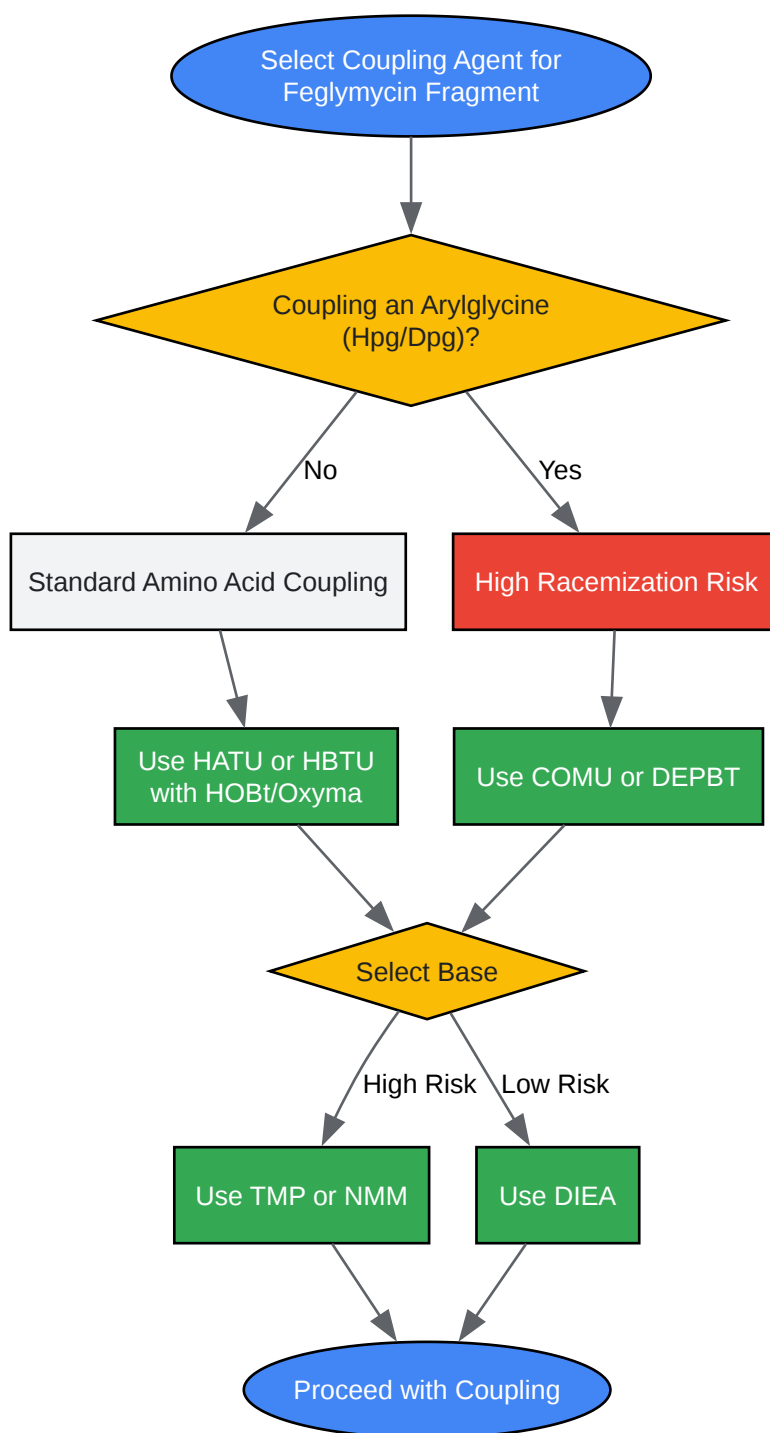 Select Coupling Agent for
Feglymycin Fragment
Coupling an Arylglycine
(Hpg/Dpg)?
No
Yes
Standard Amino Acid Coupling
High Racemization Risk
Use HATU or HBTU
with HOBt/Oxyma
Use COMU or DEPBT
Select Base
High Risk
Low Risk
Use TMP or NMM
Use DIEA
Proceed with Coupling